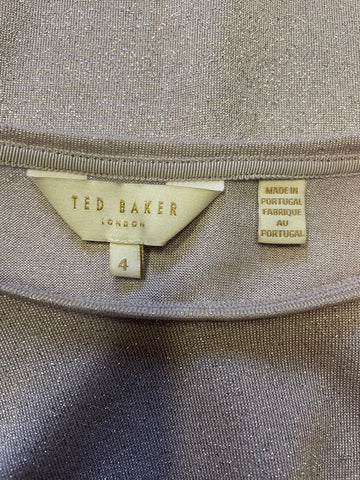 TED BAKER
LONDON
4
MADE IN
PORTUGAL
FABRIQUE
AU
PORTUGAL